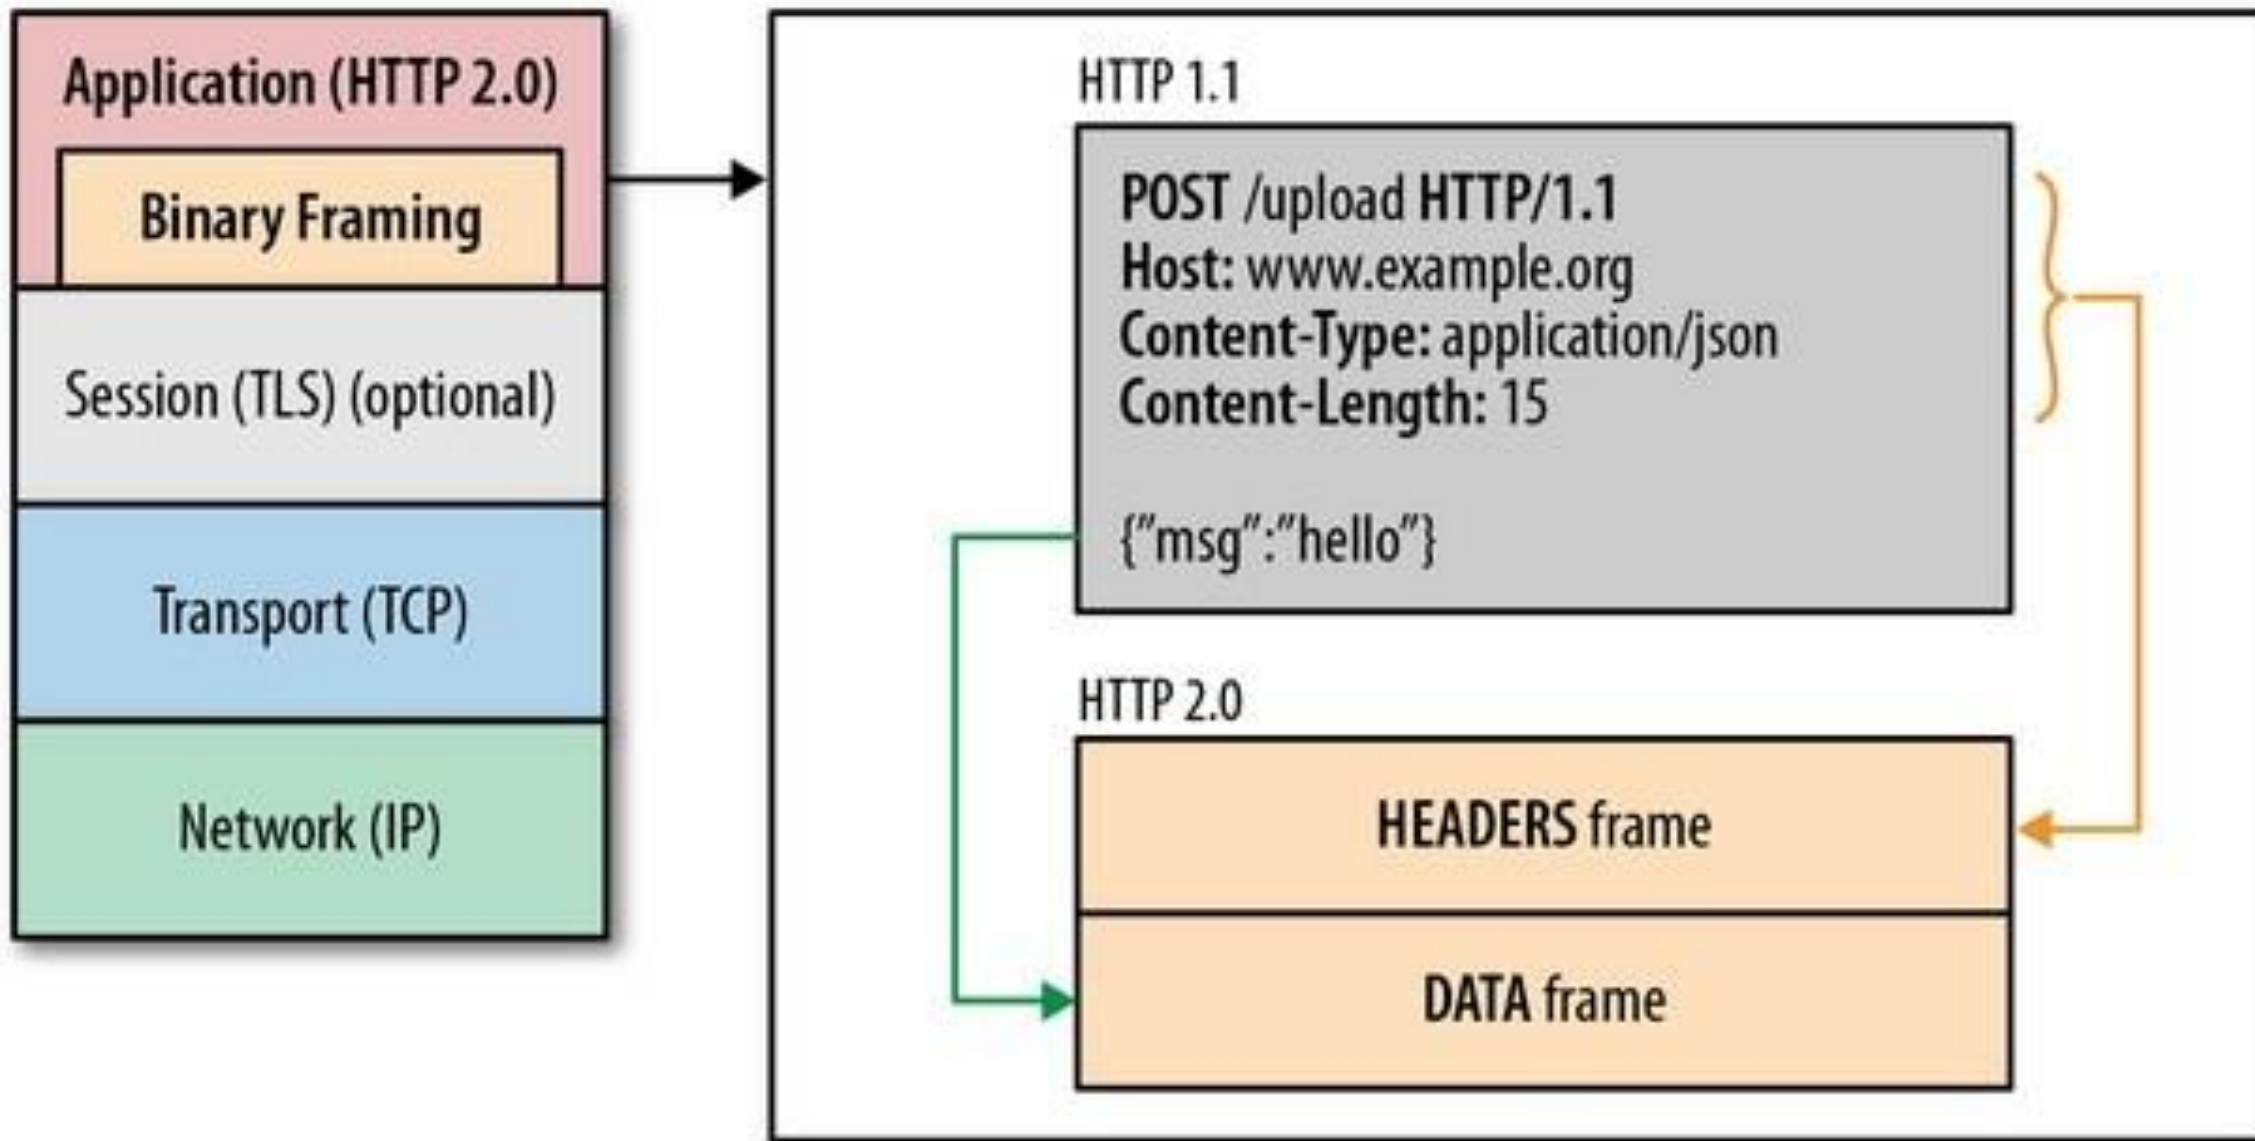 Application (HTTP 2.0)
Binary Framing
Session (TLS) (optional)
Transport (TCP)
Network (IP)
HTTP 1.1
POST /upload HTTP/1.1
Host: www.example.org
Content-Type: application/json
Content-Length: 15
{”msg”:”hello”}
HTTP 2.0
HEADERS frame
DATA frame